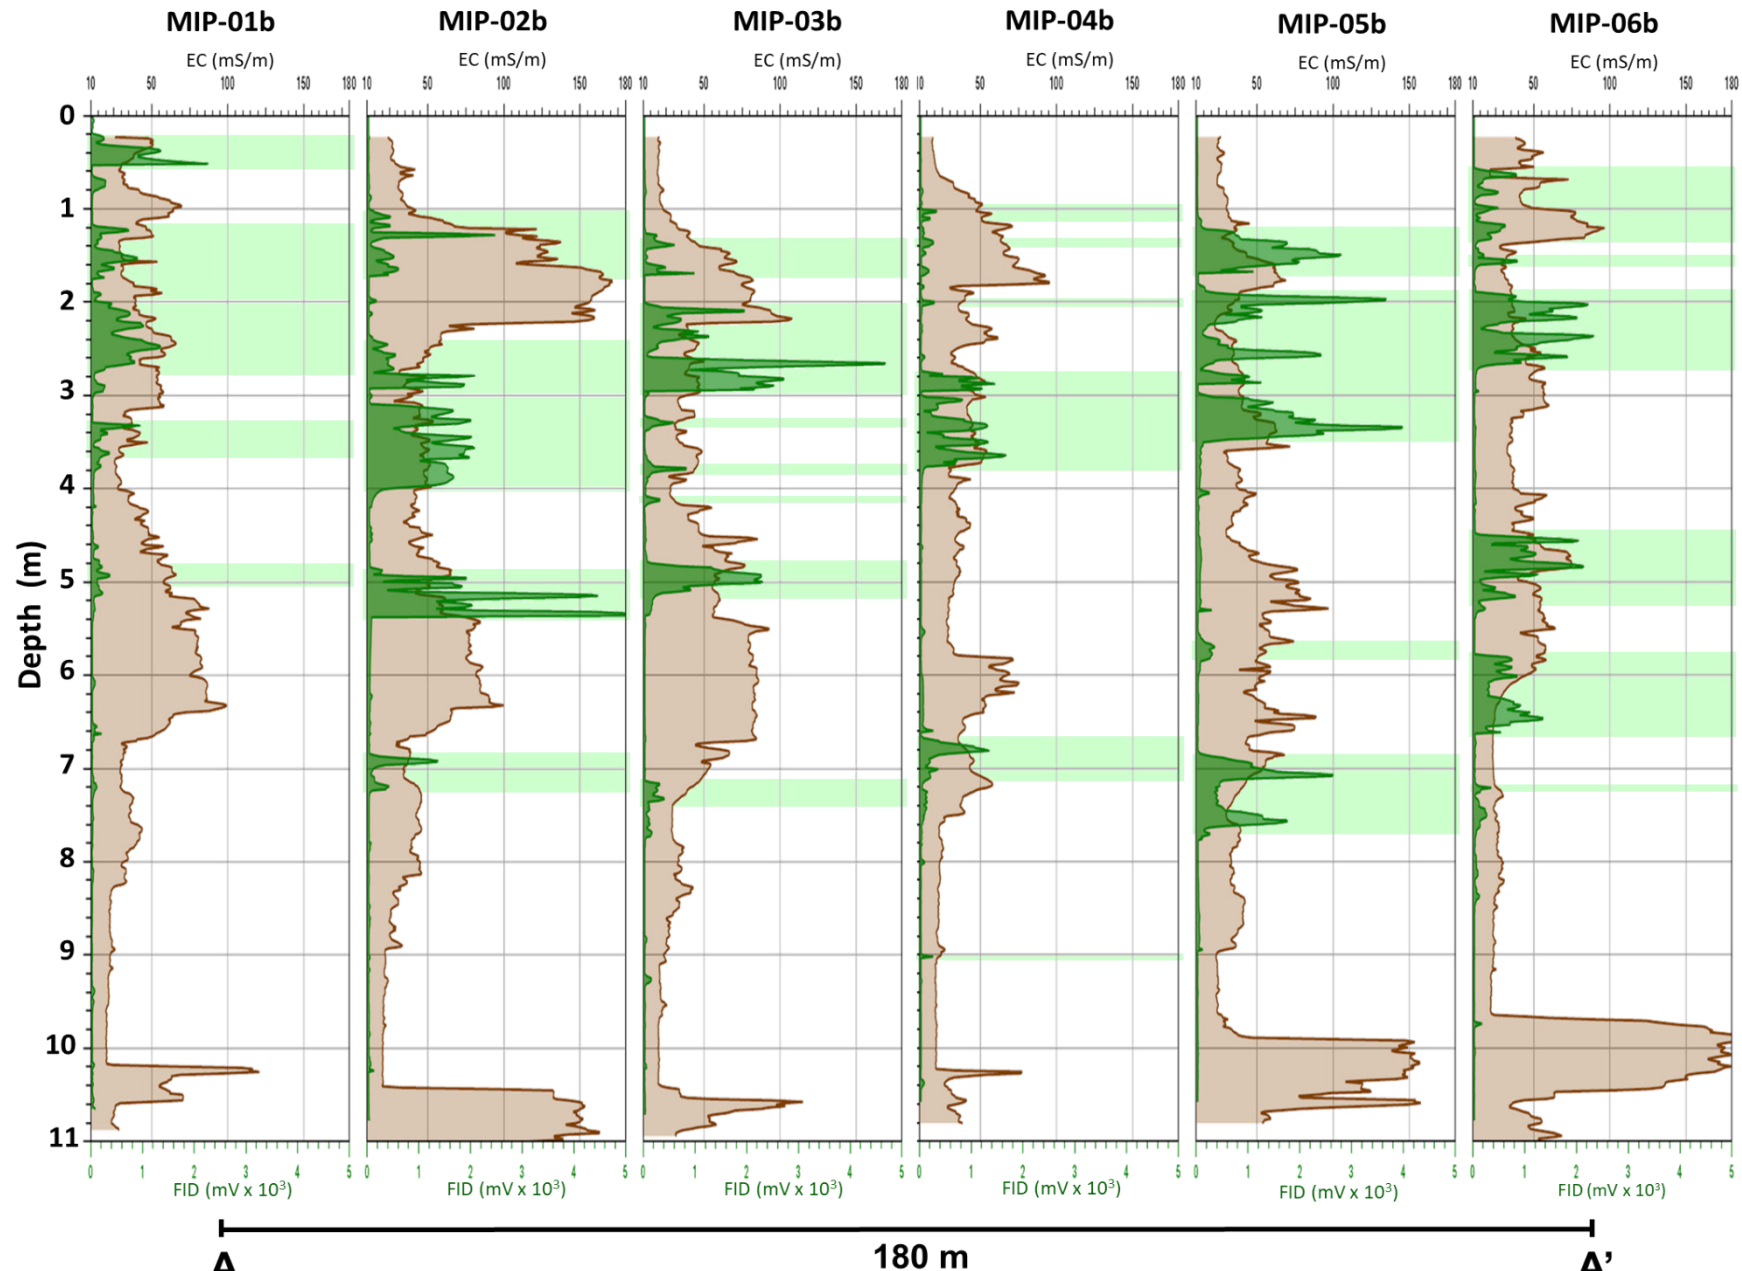 MIP-01b MIP-02b MIP-03b MIP-04b MIP-05b MIP-06b
EC (mS/m) EC (mS/m) EC (mS/m) EC (mS/m) EC (mS/m) EC (mS/m)
10 50 100 150 180 10 50 100 150 180 10 50 100 150 180 10 50 100 150 180 10 50 100 150 180 10 50 100 150 180
0
1
2
3
4
5
6
7
8
9
10
11
Depth (m)
0 1 2 3 4 5 0 1 2 3 4 5 0 1 2 3 4 5 0 1 2 3 4 5 0 1 2 3 4 5 0 1 2 3 4 5
FID (mV x 10³) FID (mV x 10³) FID (mV x 10³) FID (mV x 10³) FID (mV x 10³) FID (mV x 10³)
A 180 m A’